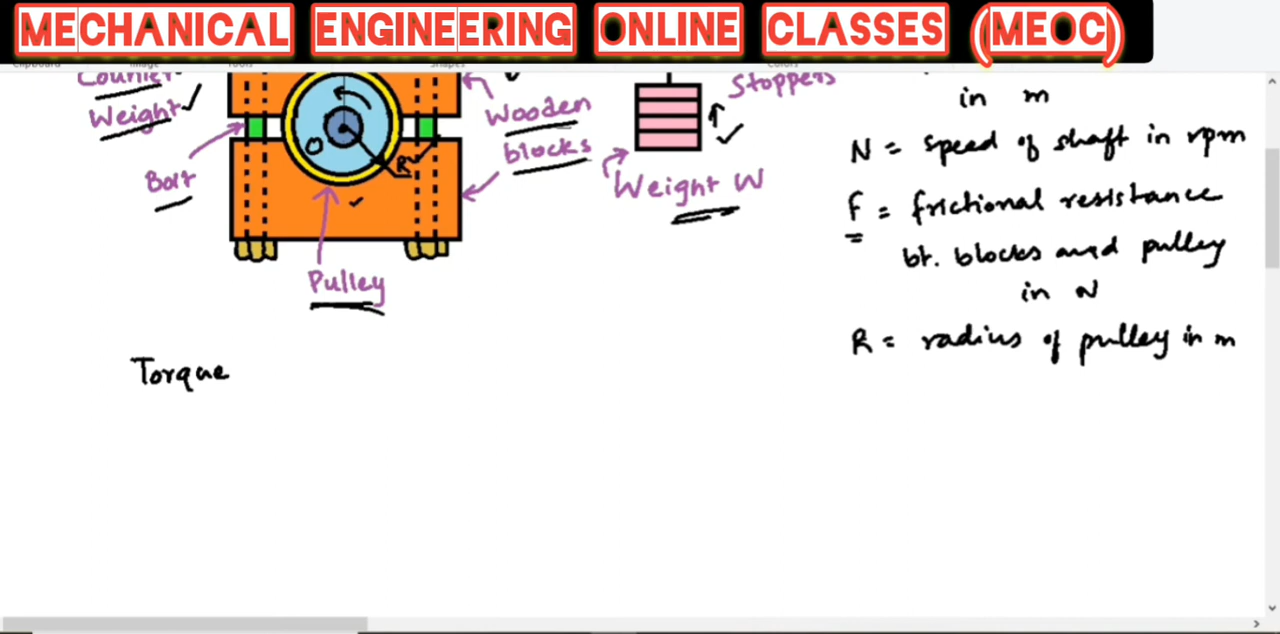 MECHANICAL ENGINEERING ONLINE CLASSES (MEOC)
Counter
Weight
Wooden
blocks
Stoppers
Weight W
Bolt
O
R
Pulley
in m
N = speed of shaft in rpm
f = frictional resistance
bt. blocks and pulley
in N
R = radius of pulley in m
Torque